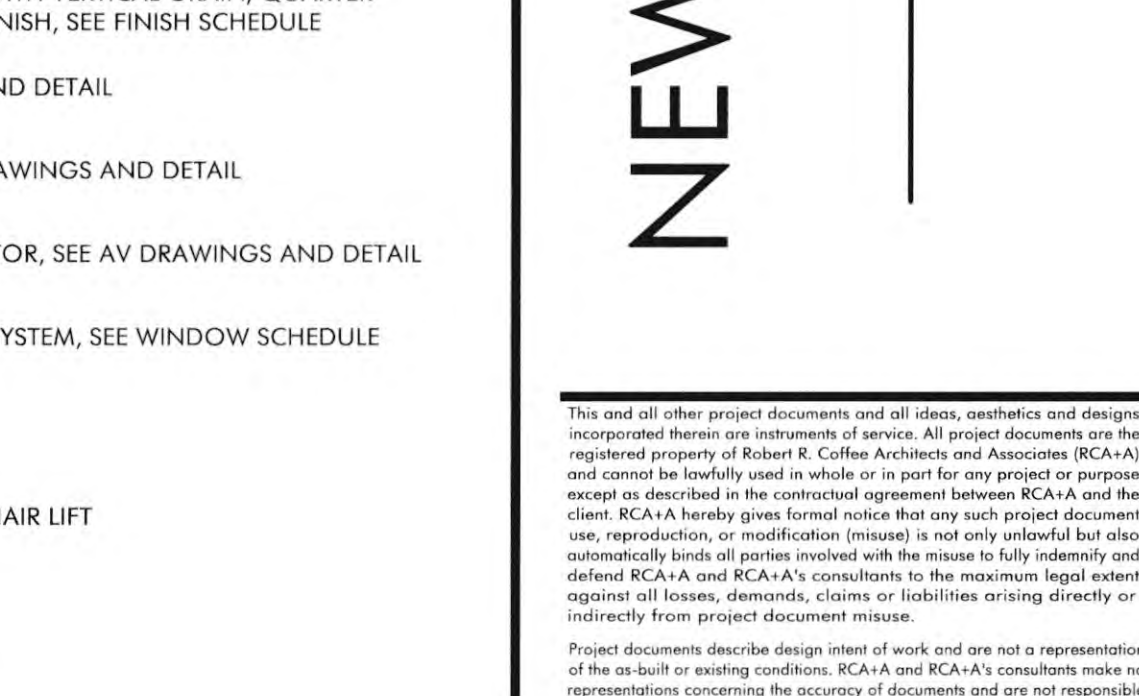 WITH VERTICAL GRAIN, QUARTER
NISH, SEE FINISH SCHEDULE
ND DETAIL
AWINGS AND DETAIL
TOR, SEE AV DRAWINGS AND DETAIL
YSTEM, SEE WINDOW SCHEDULE
AIR LIFT
NEW
This and all other project documents and all ideas, aesthetics and designs
incorporated therein are instruments of service. All project documents are the
registered property of Robert R. Coffee Architects and Associates (RCA+A)
and cannot be lawfully used in whole or in part for any project or purpose
except as described in the contractual agreement between RCA+A and the
client. RCA+A hereby gives formal notice that any such project document
use, reproduction, or modification (misuse) is not only unlawful but also
automatically binds all parties involved with the misuse to fully indemnify and
defend RCA+A and RCA+A's consultants to the maximum legal extent
against all losses, demands, claims or liabilities arising directly or
indirectly from project document misuse.
Project documents describe design intent of work and are not a representation
of the as-built or existing conditions. RCA+A and RCA+A's consultants make no
representations concerning the accuracy of documents and are not responsible